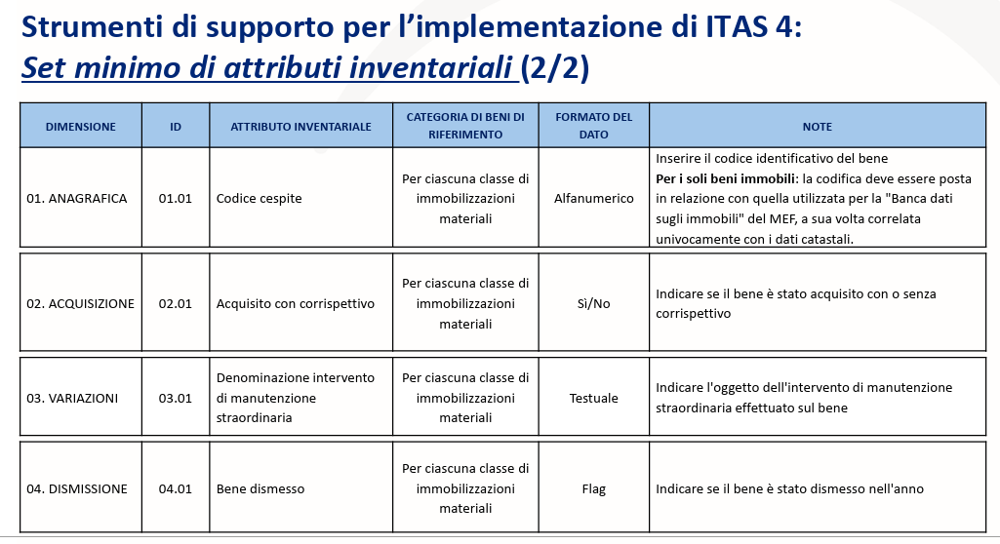 Strumenti di supporto per l’implementazione di ITAS 4:
Set minimo di attributi inventariali (2/2)
DIMENSIONE
ID
ATTRIBUTO INVENTARIALE
CATEGORIA DI BENI DI
RIFERIMENTO
FORMATO DEL
DATO
NOTE
01. ANAGRAFICA
01.01
Codice cespite
Per ciascuna classe di
immobilizzazioni
materiali
Alfanumerico
Inserire il codice identificativo del bene
Per i soli beni immobili: la codifica deve essere posta
in relazione con quella utilizzata per la "Banca dati
sugli immobili" del MEF, a sua volta correlata
univocamente con i dati catastali.
02. ACQUISIZIONE
02.01
Acquisito con corrispettivo
Per ciascuna classe di
immobilizzazioni
materiali
Sì/No
Indicare se il bene è stato acquisito con o senza
corrispettivo
03. VARIAZIONI
03.01
Denominazione intervento
di manutenzione
straordinaria
Per ciascuna classe di
immobilizzazioni
materiali
Testuale
Indicare l'oggetto dell'intervento di manutenzione
straordinaria effettuato sul bene
04. DISMISSIONE
04.01
Bene dismesso
Per ciascuna classe di
immobilizzazioni
materiali
Flag
Indicare se il bene è stato dismesso nell'anno